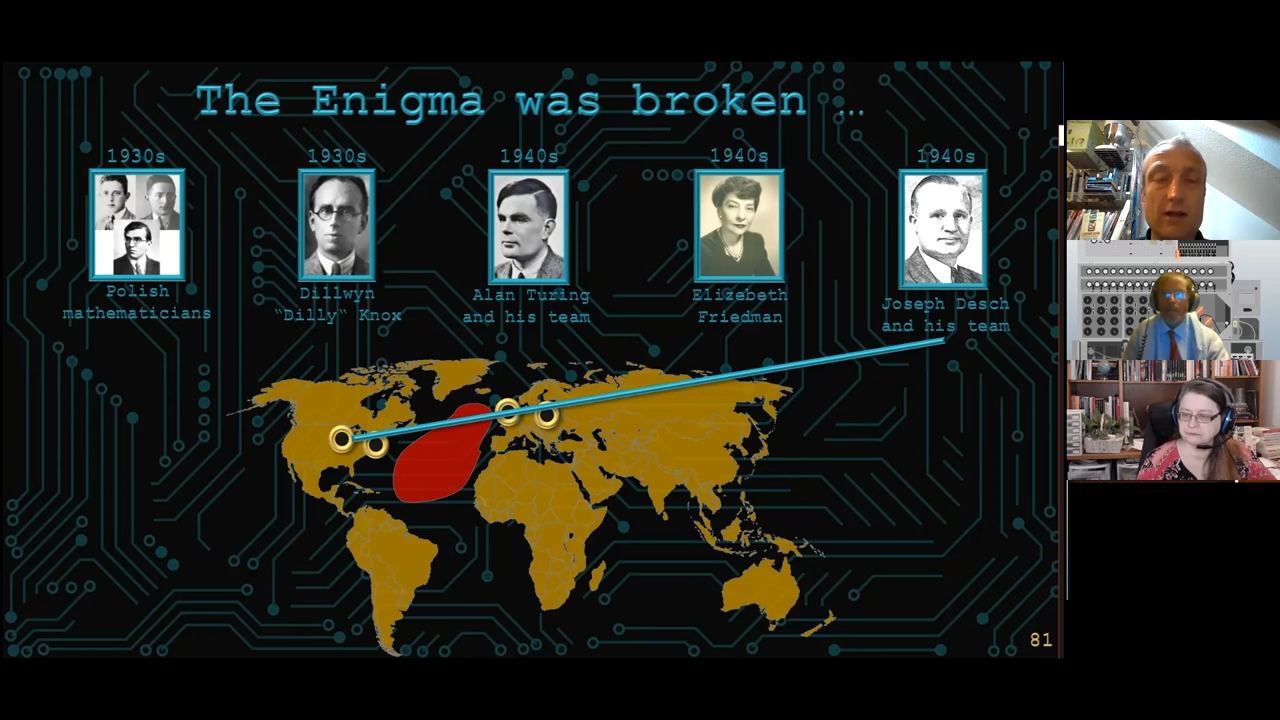 The Enigma was broken …
1930s
1930s
1940s
1940s
1940s
Polish
mathematicians
Dillwyn
"Dilly" Knox
Alan Turing
and his team
Elizebeth
Friedman
Joseph Desch
and his team
81